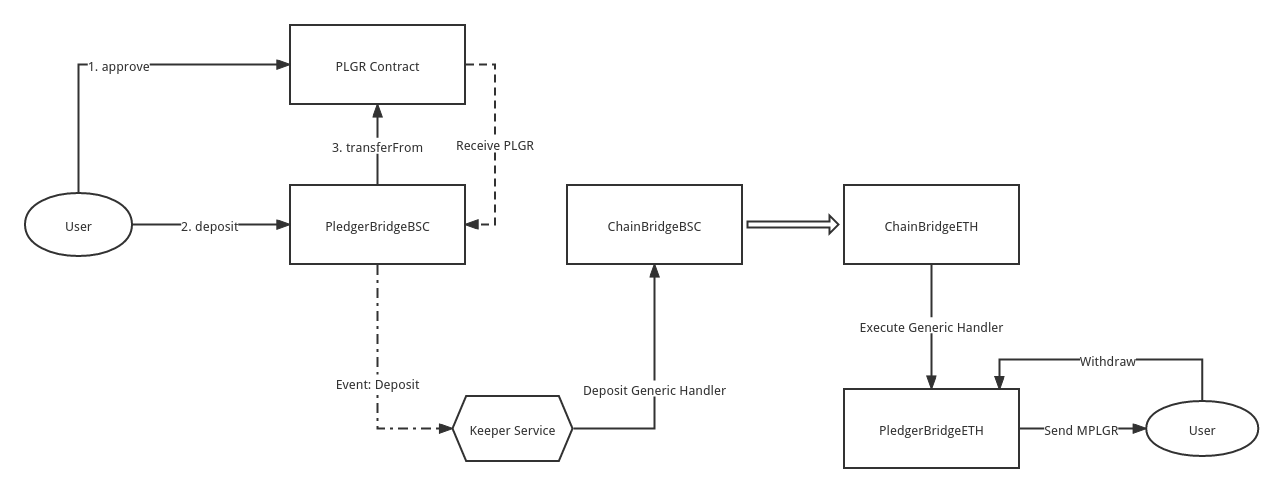 PLGR Contract
1. approve
3. transferFrom
Receive PLGR
User
2. deposit
PledgerBridgeBSC
ChainBridgeBSC
ChainBridgeETH
Execute Generic Handler
Event: Deposit
Deposit Generic Handler
Withdraw
Keeper Service
PledgerBridgeETH
Send MPLGR
User